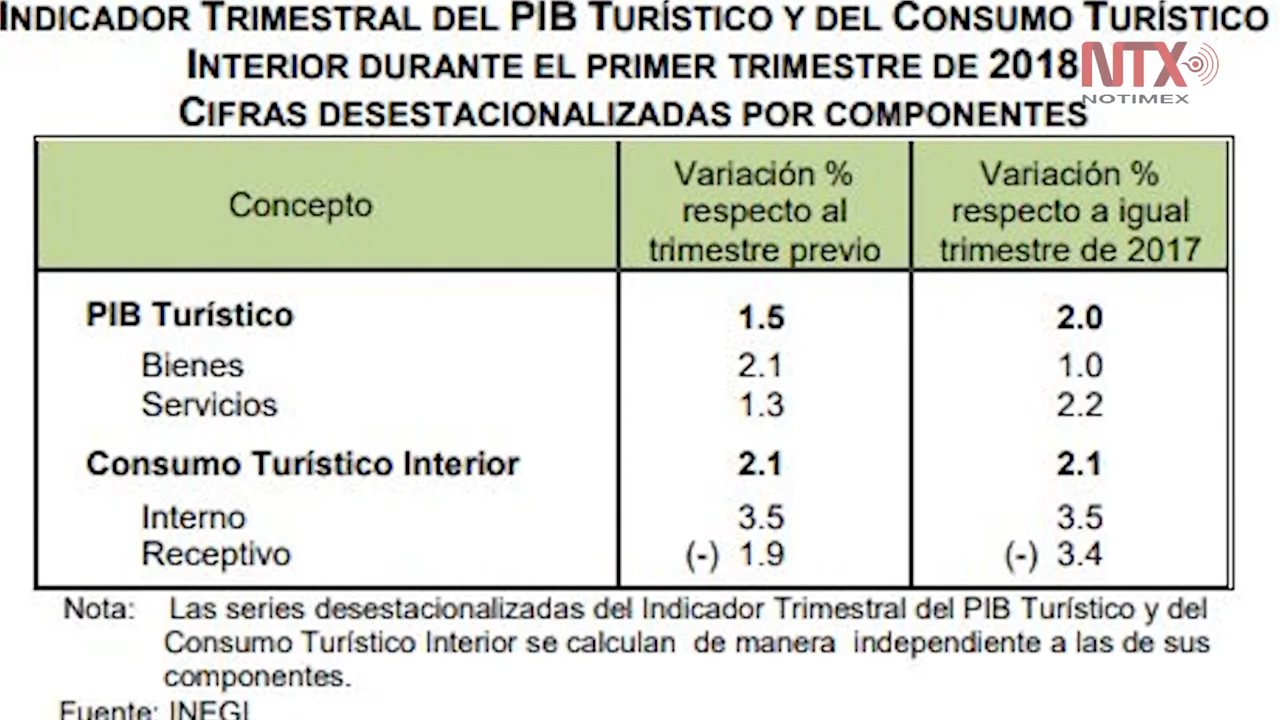 INDICADOR TRIMESTRAL DEL PIB TURÍSTICO Y DEL CONSUMO TURÍSTICO
INTERIOR DURANTE EL PRIMER TRIMESTRE DE 2018
NTX
NOTIMEX
CIFRAS DESESTACIONALIZADAS POR COMPONENTES
Concepto
Variación %
respecto al
trimestre previo
Variación %
respecto a igual
trimestre de 2017
PIB Turístico 1.5 2.0
Bienes 2.1 1.0
Servicios 1.3 2.2
Consumo Turístico Interior 2.1 2.1
Interno 3.5 3.5
Receptivo (-) 1.9 (-) 3.4
Nota: Las series desestacionalizadas del Indicador Trimestral del PIB Turístico y del
Consumo Turístico Interior se calculan de manera independiente a las de sus
componentes.
Fuente: INEGI